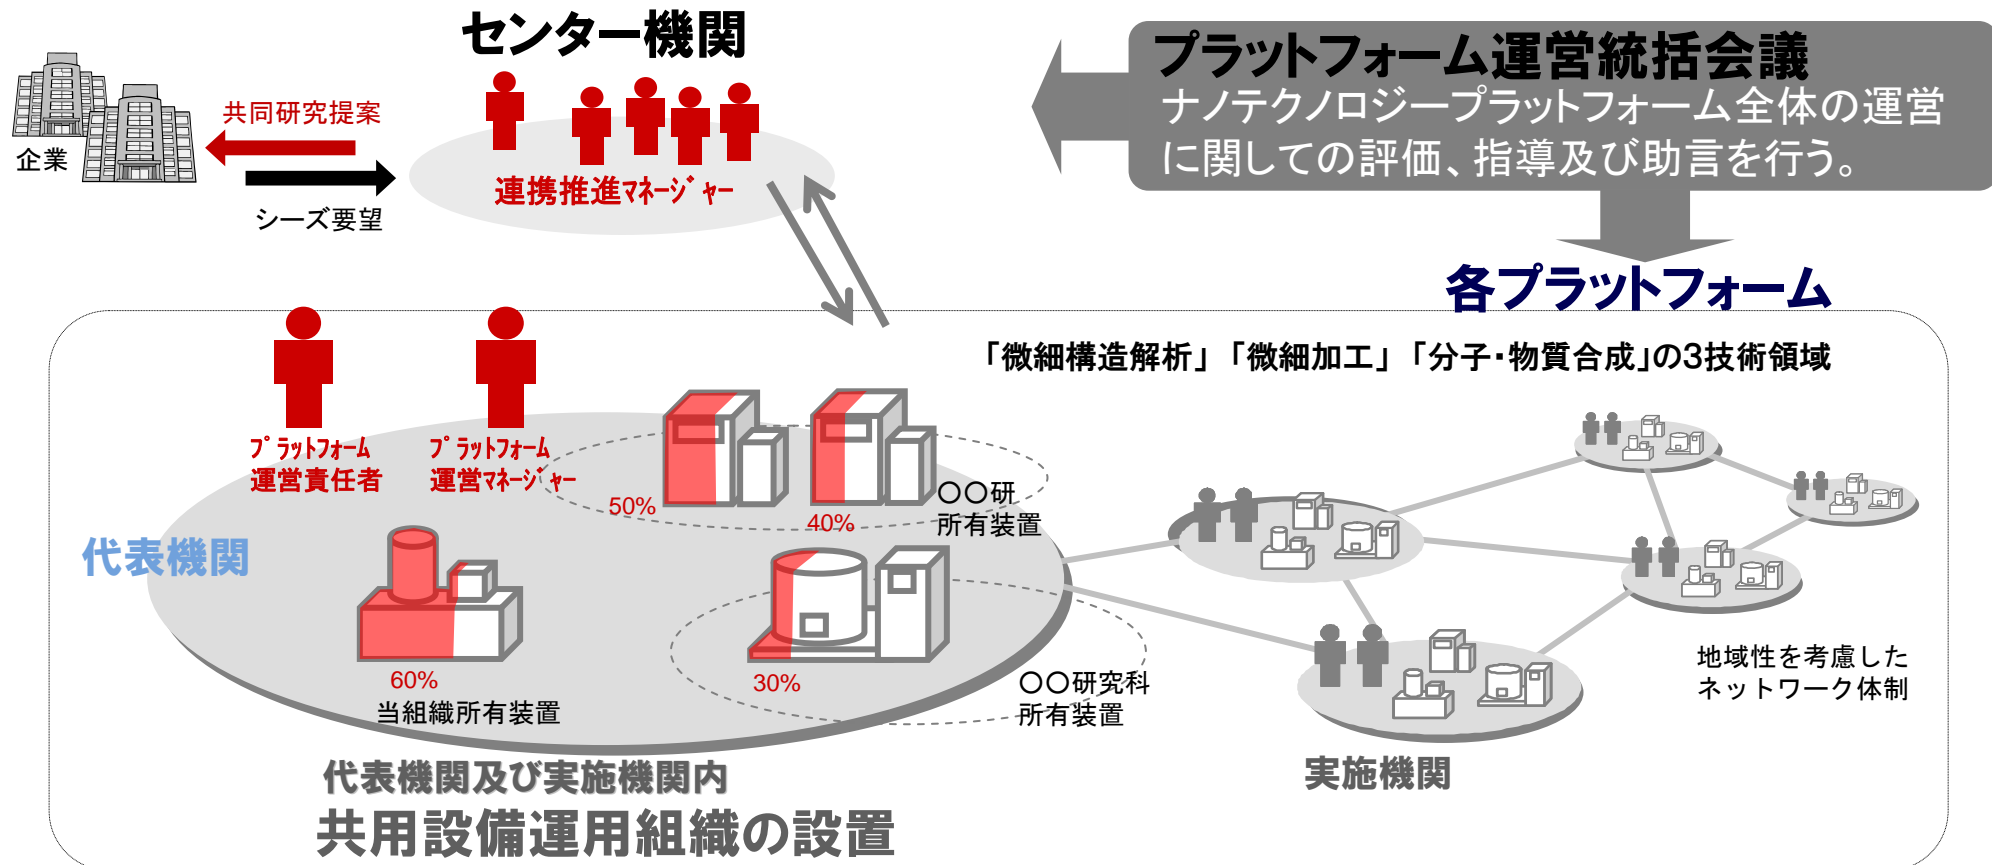 センター機関
プラットフォーム運営統括会議
ナノテクノロジープラットフォーム全体の運営
に関しての評価、指導及び助言を行う。
共同研究提案
企業
連携推進ﾏﾈｰｼﾞｬｰ
シーズ要望
各プラットフォーム
「微細構造解析」「微細加工」「分子・物質合成」の3技術領域
ﾌﾟﾗｯﾄﾌｫｰﾑ
運営責任者
ﾌﾟﾗｯﾄﾌｫｰﾑ
運営ﾏﾈｰｼﾞｬｰ
50%
40%
〇〇研
所有装置
代表機関
60%
当組織所有装置
30%
〇〇研究科
所有装置
地域性を考慮した
ネットワーク体制
実施機関
代表機関及び実施機関内
共用設備運用組織の設置